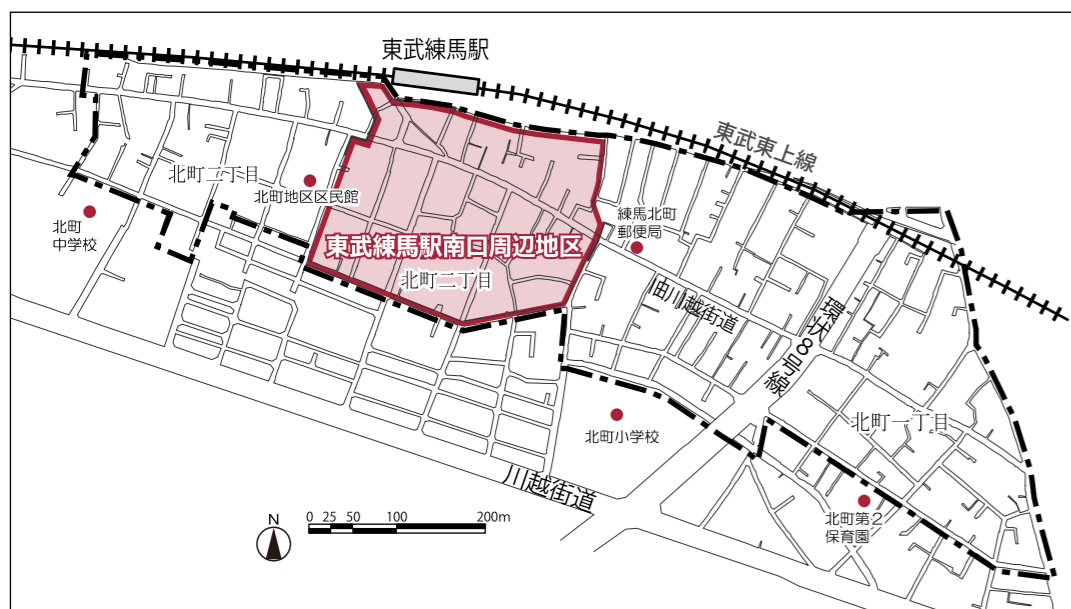 東武練馬駅
東武東上線
北町二丁目
北町地区区民館
北町
中学校
練馬北町
郵便局
東武練馬駅南口周辺地区
北町二丁目
旧川越街道
環状8号線
北町一丁目
北町小学校
川越街道
北町第2
保育園
N
0 25 50 100 200m